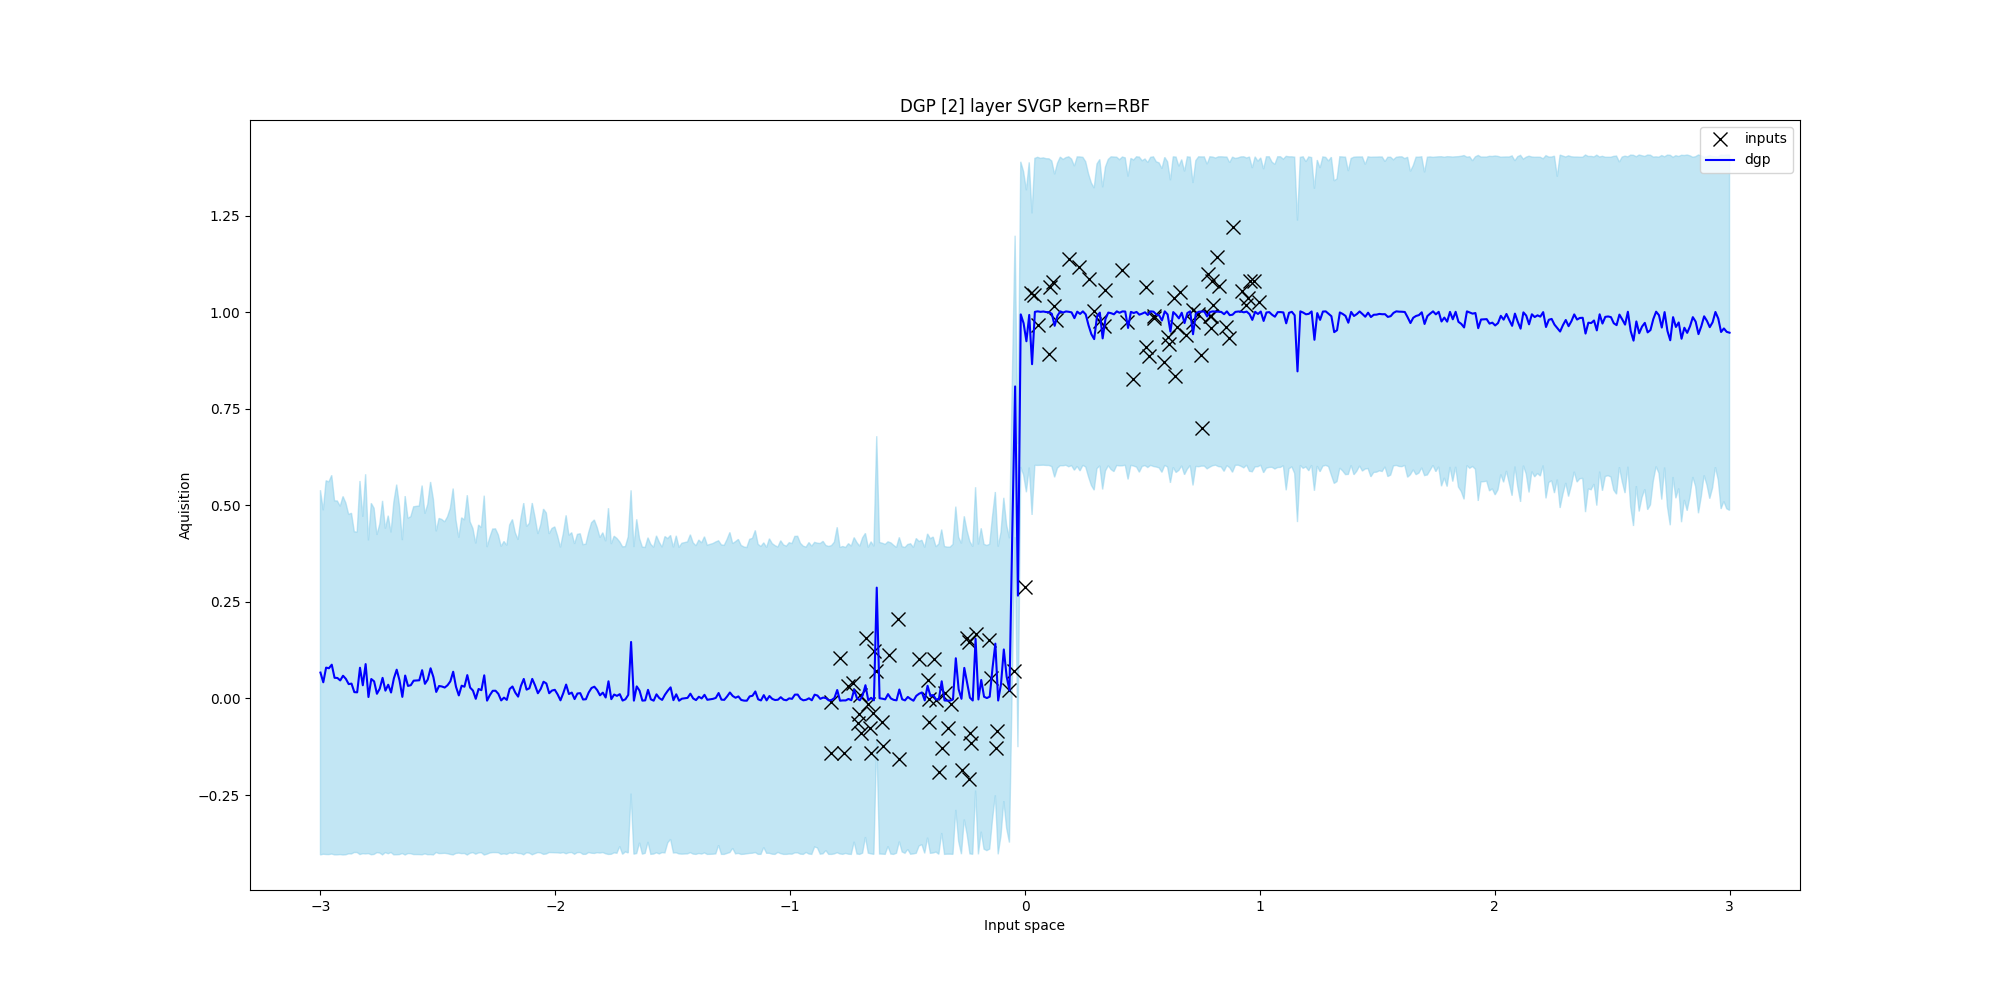 DGP [2] layer SVGP kern=RBF
inputs
dgp
1.25
1.00
0.75
0.50
0.25
0.00
−0.25
Aquisition
−3
−2
−1
0
1
2
3
Input space